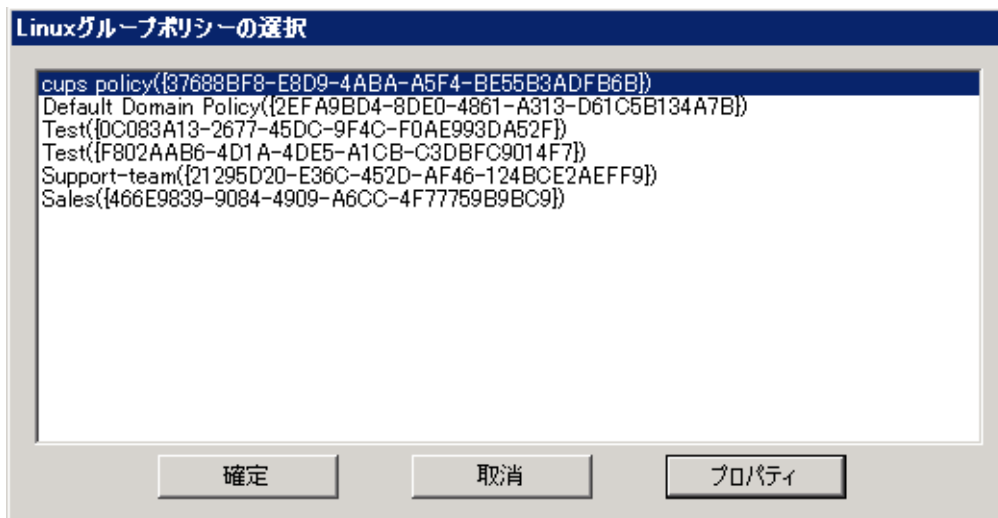 Linuxグループポリシーの選択
cups policy({37688BF8-E8D9-4ABA-A5F4-BE55B3ADFB6B})
Default Domain Policy({2EFA9BD4-8DE0-4861-A313-D61C5B134A7B})
Test({0C083A13-2677-45DC-9F4C-F0AE993DA52F})
Test({F802AAB6-4D1A-4DE5-A1CB-C3DBFC9014F7})
Support-team({21295D20-E36C-452D-AF46-124BCE2AEFF9})
Sales({466E9839-9084-4909-A6CC-4F77759B9BC9})
確定 取消 プロパティ